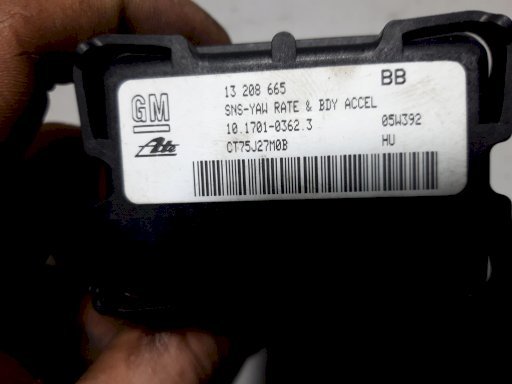 GM
13 208 665
BB
SNS-YAW RATE & BDY ACCEL
10.1701-0362.3
05W392
Ate
CT75J27M0B
HU